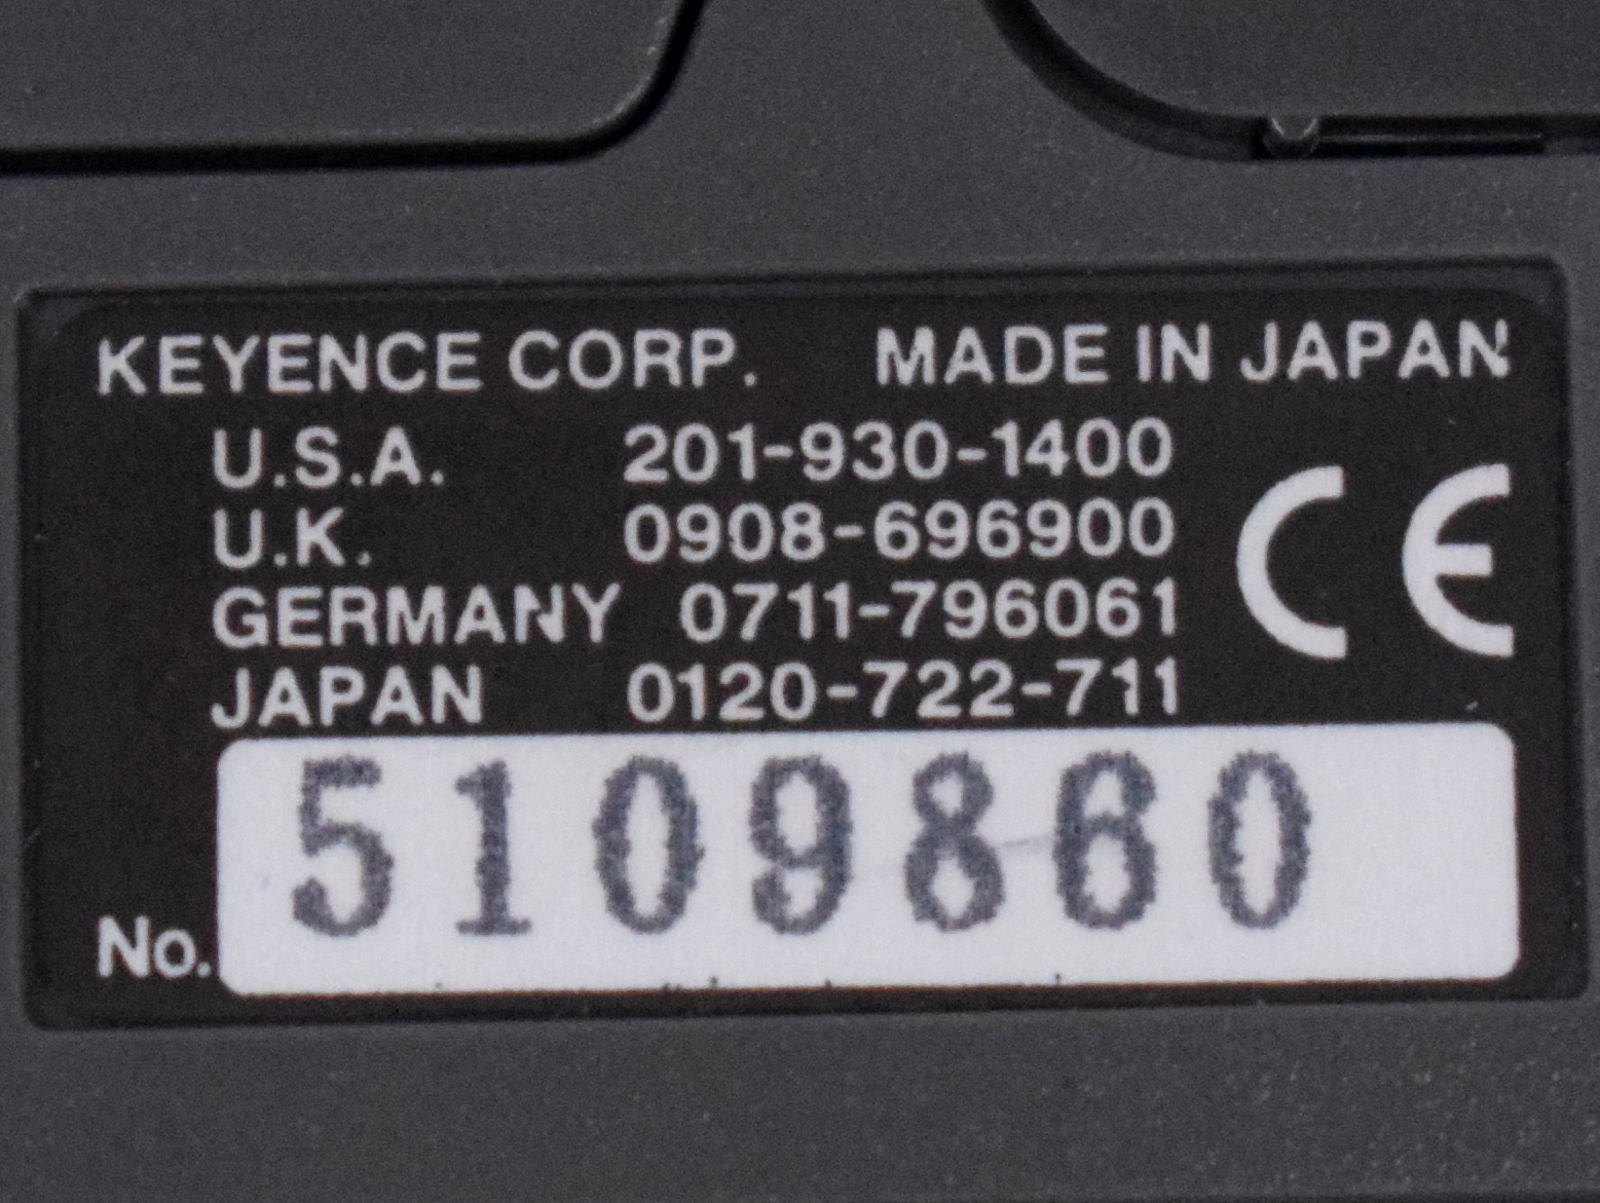 KEYENCE CORP. MADE IN JAPAN
U.S.A. 201-930-1400
U.K. 0908-696900
GERMANY 0711-796061
JAPAN 0120-722-711
CE
No. 5109860